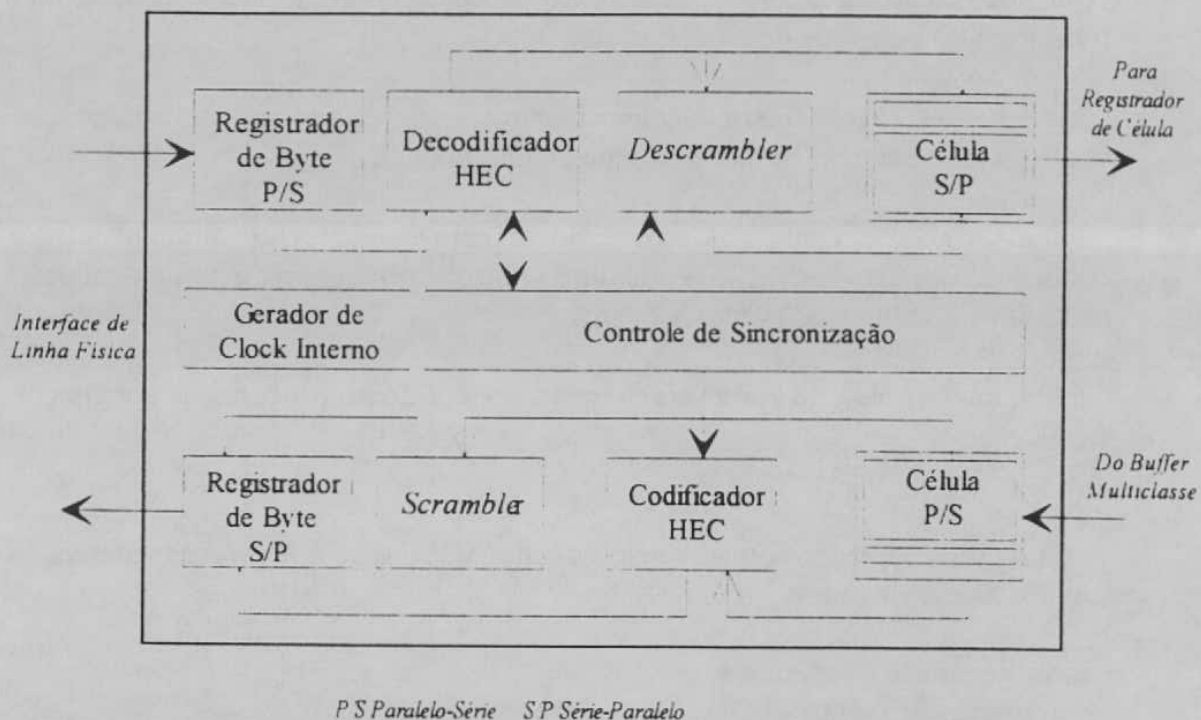 Para
Registrador
de Célula
Registrador
de Byte
P/S
Decodificador
HEC
Descrambler
Célula
S/P
Interface de
Linha Física
Gerador de
Clock Interno
Controle de Sincronização
Registrador
de Byte
S/P
Scrambler
Codificador
HEC
Célula
P/S
Do Buffer
Multiclasse
P S Paralelo-Série S P Série-Paralelo